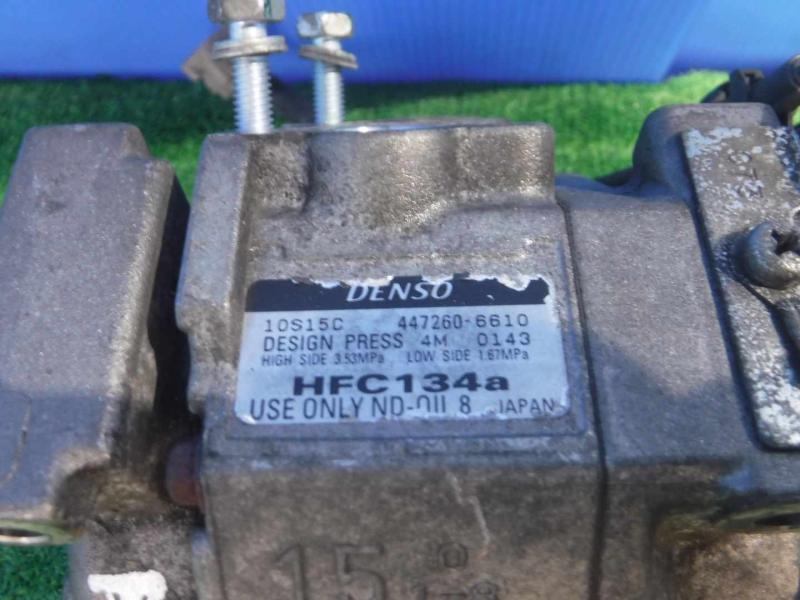 DENSO
10S15C 447260-6610
DESIGN PRESS 4M 0143
HIGH SIDE 3.53MPa LOW SIDE 1.67MPa
HFC134a
USE ONLY ND-OIL 8 JAPAN
15